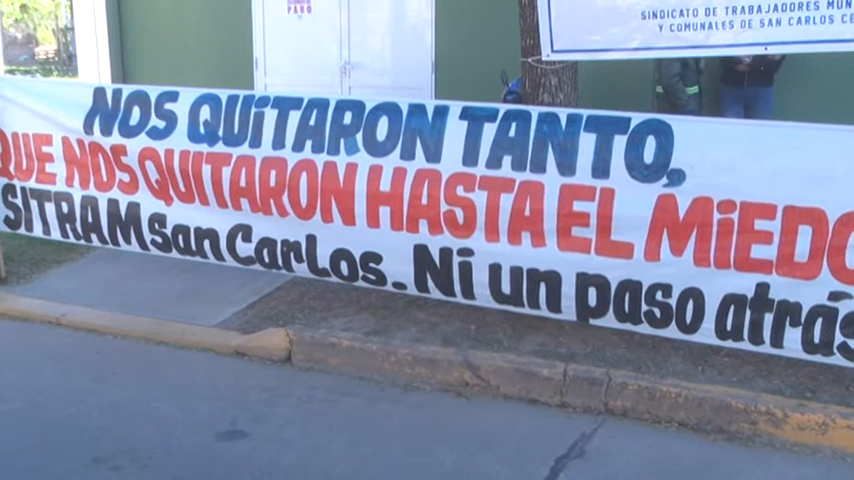 PARO
SINDICATO DE TRABAJADORES MUN
Y COMUNALES DE SAN CARLOS CE
NOS QUiTARON TANTO,
QUE NOS QUITARON HASTA EL MiEDO
SITRAM San Carlos. Ni un paso atrás